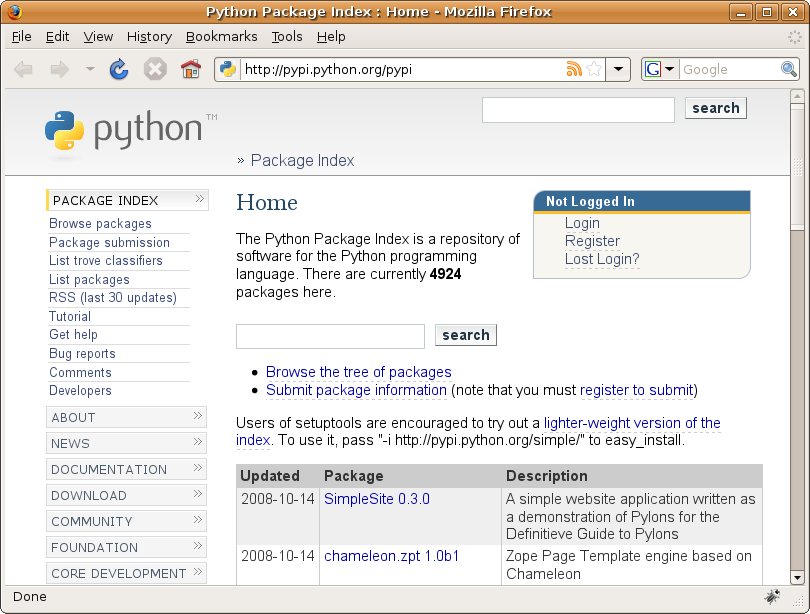 Python Package Index : Home - Mozilla Firefox
File Edit View History Bookmarks Tools Help
http://pypi.python.org/pypi
G Google
python™
search
» Package Index
PACKAGE INDEX »
Browse packages
Package submission
List trove classifiers
List packages
RSS (last 30 updates)
Tutorial
Get help
Bug reports
Comments
Developers
ABOUT »
NEWS »
DOCUMENTATION »
DOWNLOAD »
COMMUNITY »
FOUNDATION »
CORE DEVELOPMENT »
Home
The Python Package Index is a repository of
software for the Python programming
language. There are currently 4924
packages here.
Not Logged In
Login
Register
Lost Login?
search
• Browse the tree of packages
• Submit package information (note that you must register to submit)
Users of setuptools are encouraged to try out a lighter-weight version of the
index. To use it, pass "-i http://pypi.python.org/simple/" to easy_install.
Updated Package Description
2008-10-14 SimpleSite 0.3.0 A simple website application written as
a demonstration of Pylons for the
Definitieve Guide to Pylons
2008-10-14 chameleon.zpt 1.0b1 Zope Page Template engine based on
Chameleon
Done